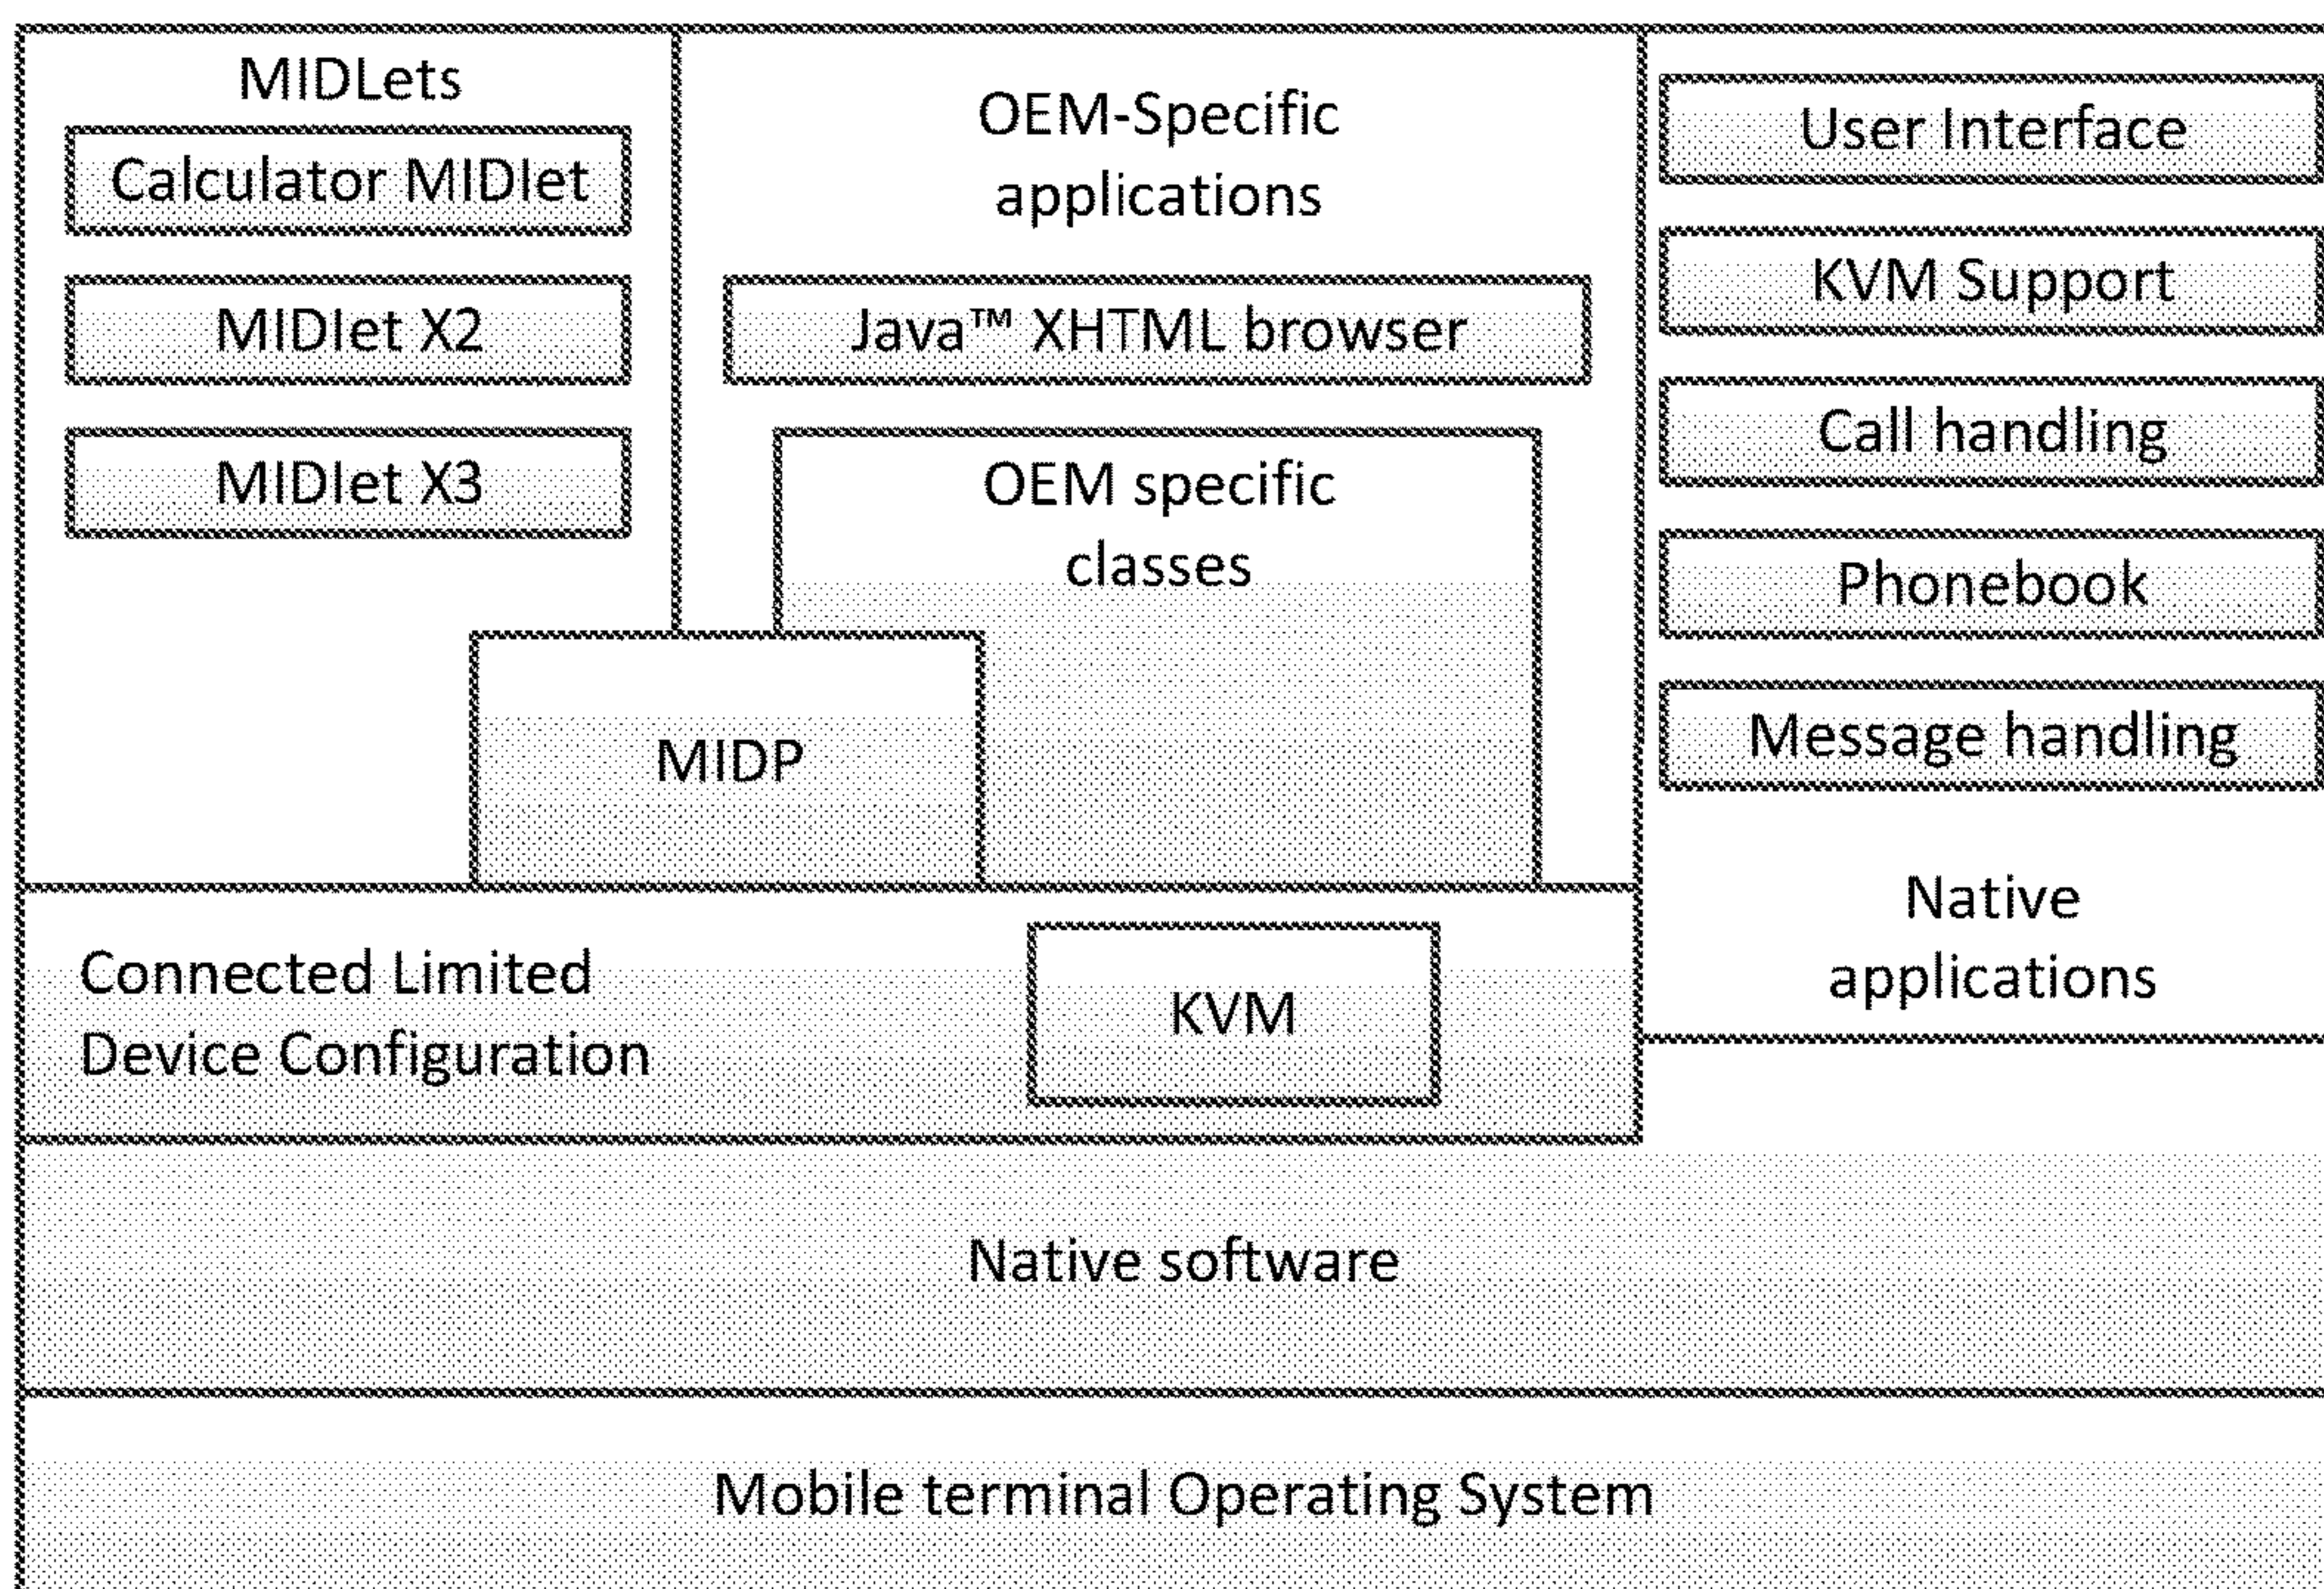 MIDLets
Calculator MIDlet
MIDlet X2
MIDlet X3
OEM-Specific
applications
Java™ XHTML browser
OEM specific
classes
MIDP
User Interface
KVM Support
Call handling
Phonebook
Message handling
Native
applications
Connected Limited
Device Configuration
KVM
Native software
Mobile terminal Operating System